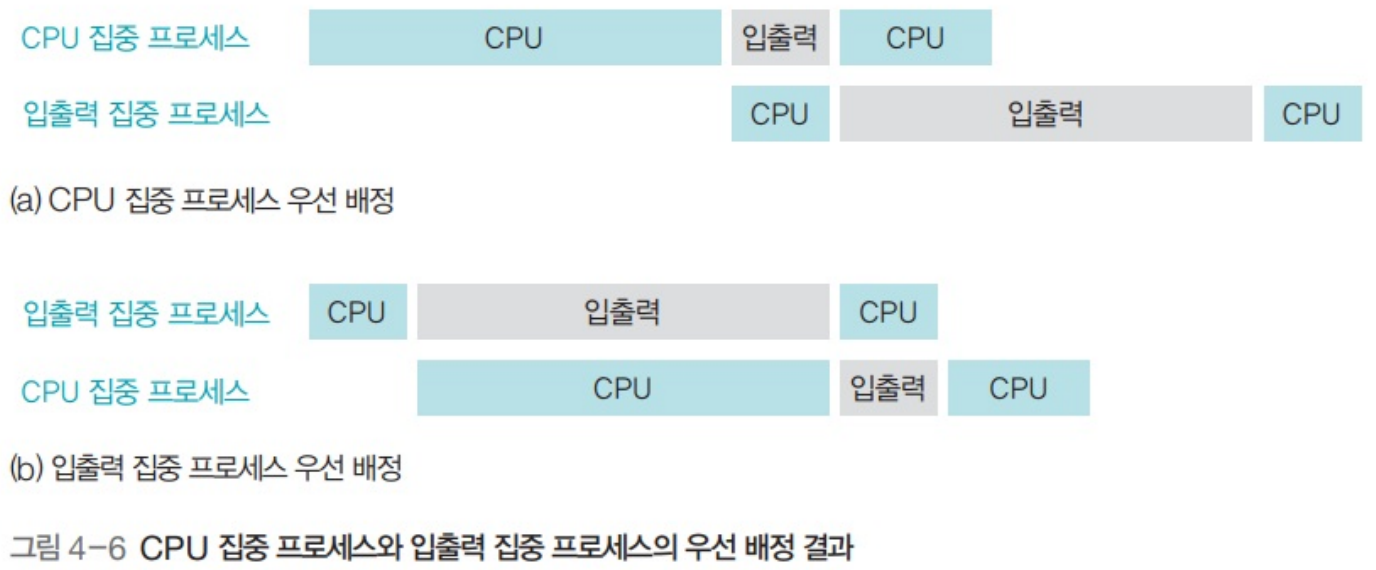 CPU 집중 프로세스 CPU 입출력 CPU
입출력 집중 프로세스 CPU 입출력 CPU
(a) CPU 집중 프로세스 우선 배정
입출력 집중 프로세스 CPU 입출력 CPU
CPU 집중 프로세스 CPU 입출력 CPU
(b) 입출력 집중 프로세스 우선 배정
그림 4-6 CPU 집중 프로세스와 입출력 집중 프로세스의 우선 배정 결과